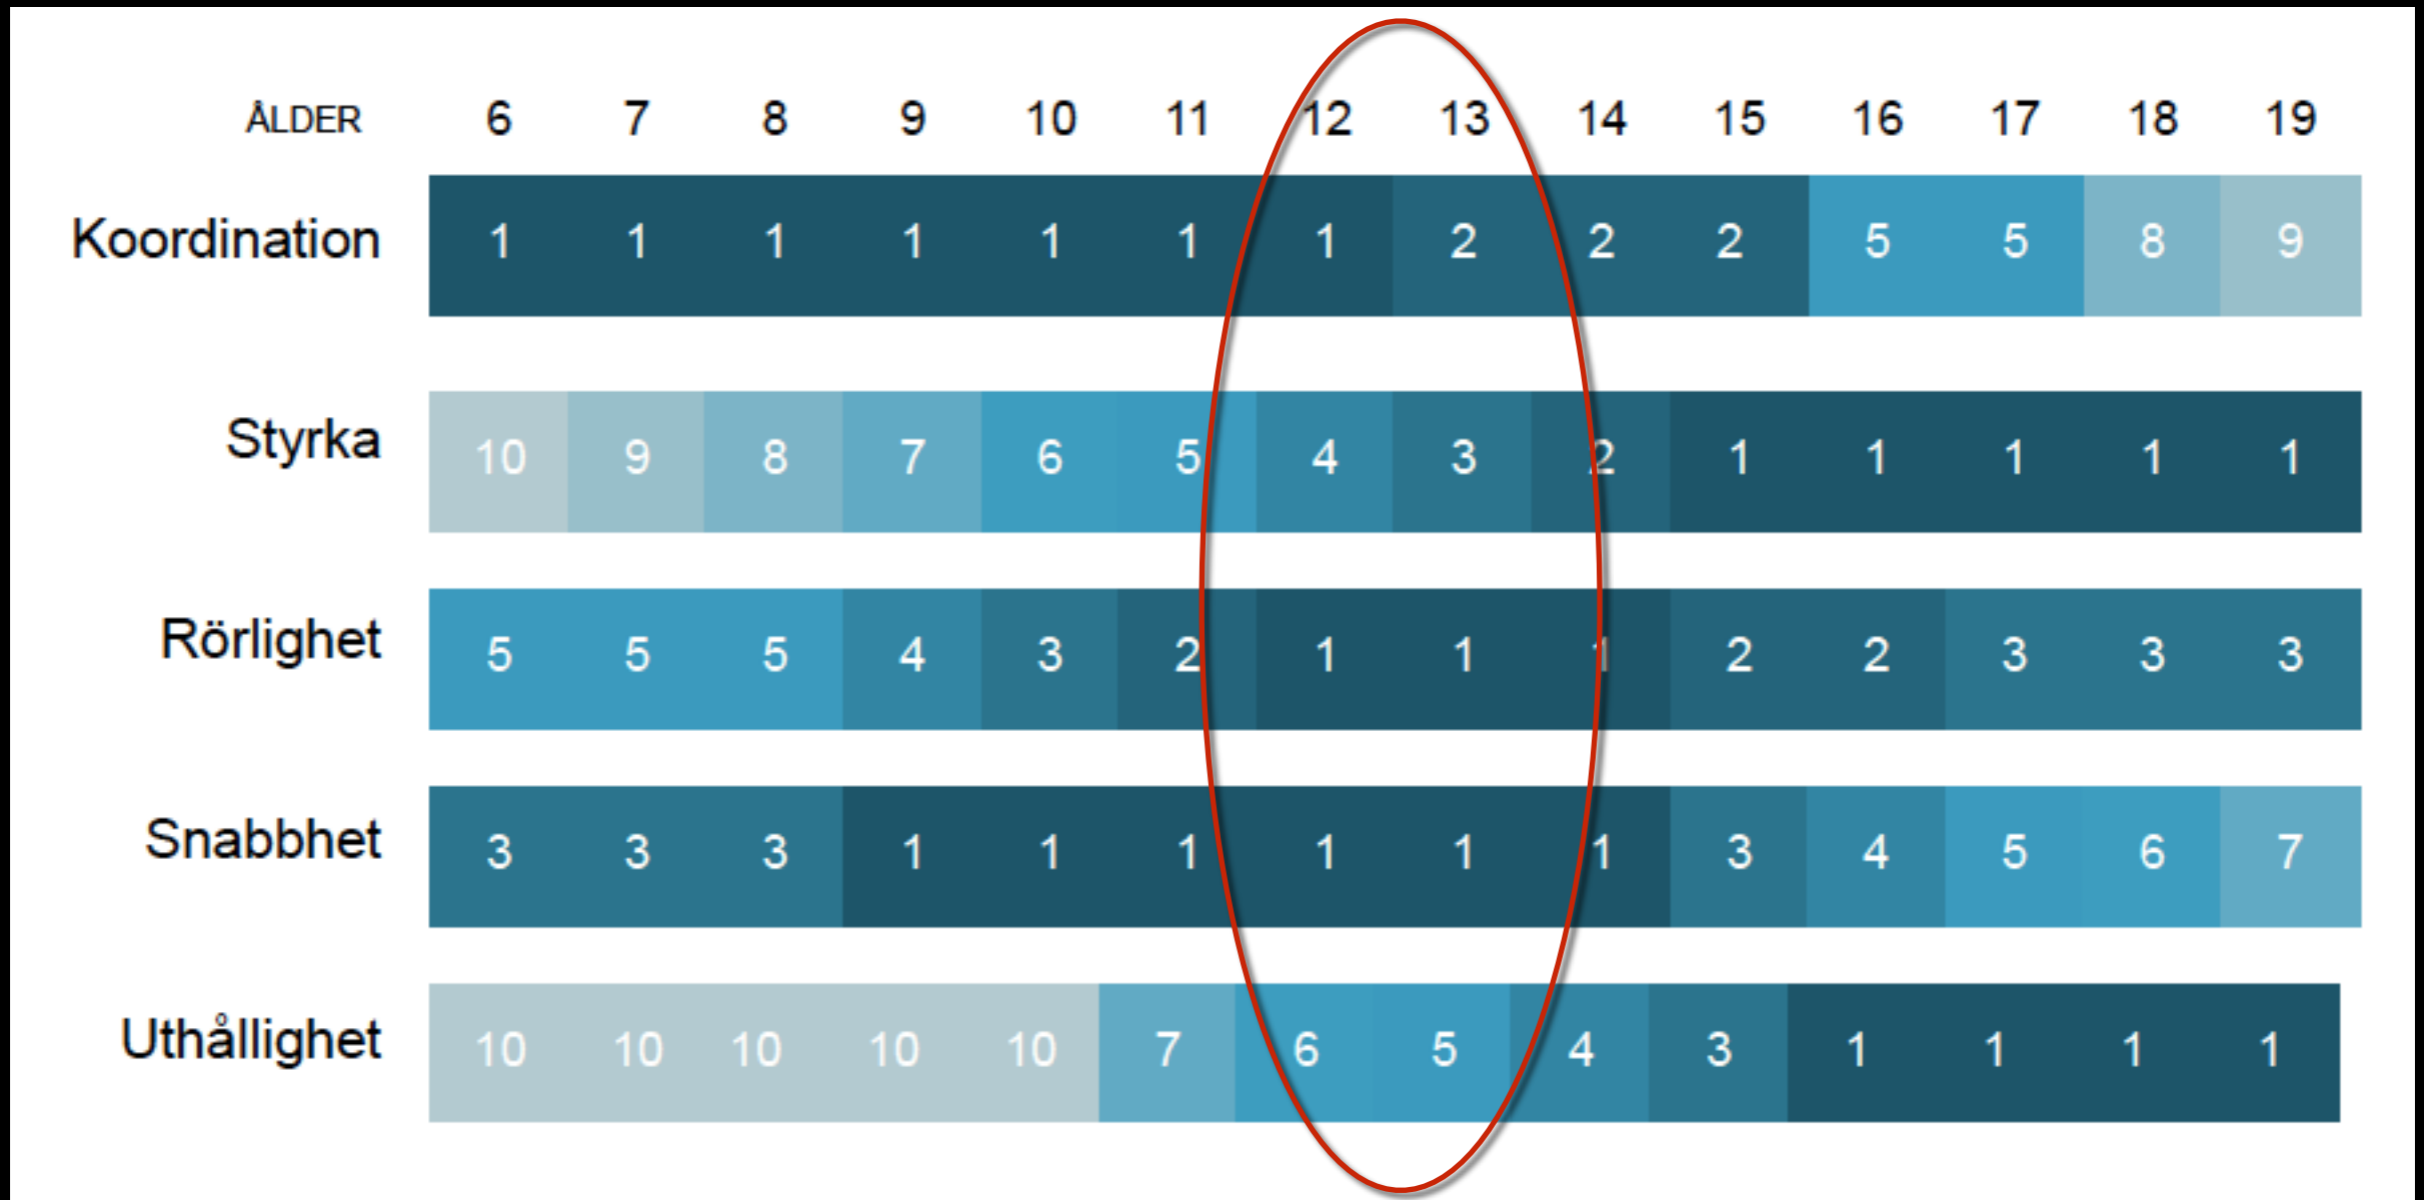 ÅLDER 6 7 8 9 10 11 12 13 14 15 16 17 18 19
Koordination 1 1 1 1 1 1 1 2 2 2 5 5 8 9
Styrka 10 9 8 7 6 5 4 3 2 1 1 1 1 1
Rörlighet 5 5 5 4 3 2 1 1 1 2 2 3 3 3
Snabbhet 3 3 3 1 1 1 1 1 1 3 4 5 6 7
Uthållighet 10 10 10 10 10 7 6 5 4 3 1 1 1 1